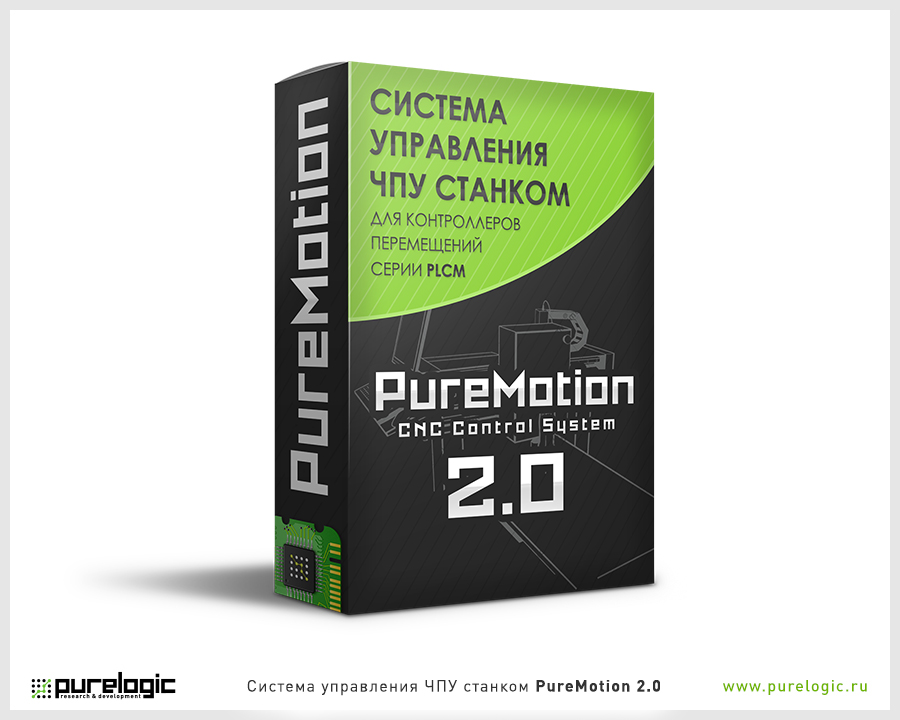 СИСТЕМА
УПРАВЛЕНИЯ
ЧПУ СТАНКОМ
ДЛЯ КОНТРОЛЛЕРОВ
ПЕРЕМЕЩЕНИЙ
СЕРИИ PLCM
PureMotion
PureMotion
CNC Control System
2.0
purelogic
research & development
Система управления ЧПУ станком PureMotion 2.0
www.purelogic.ru